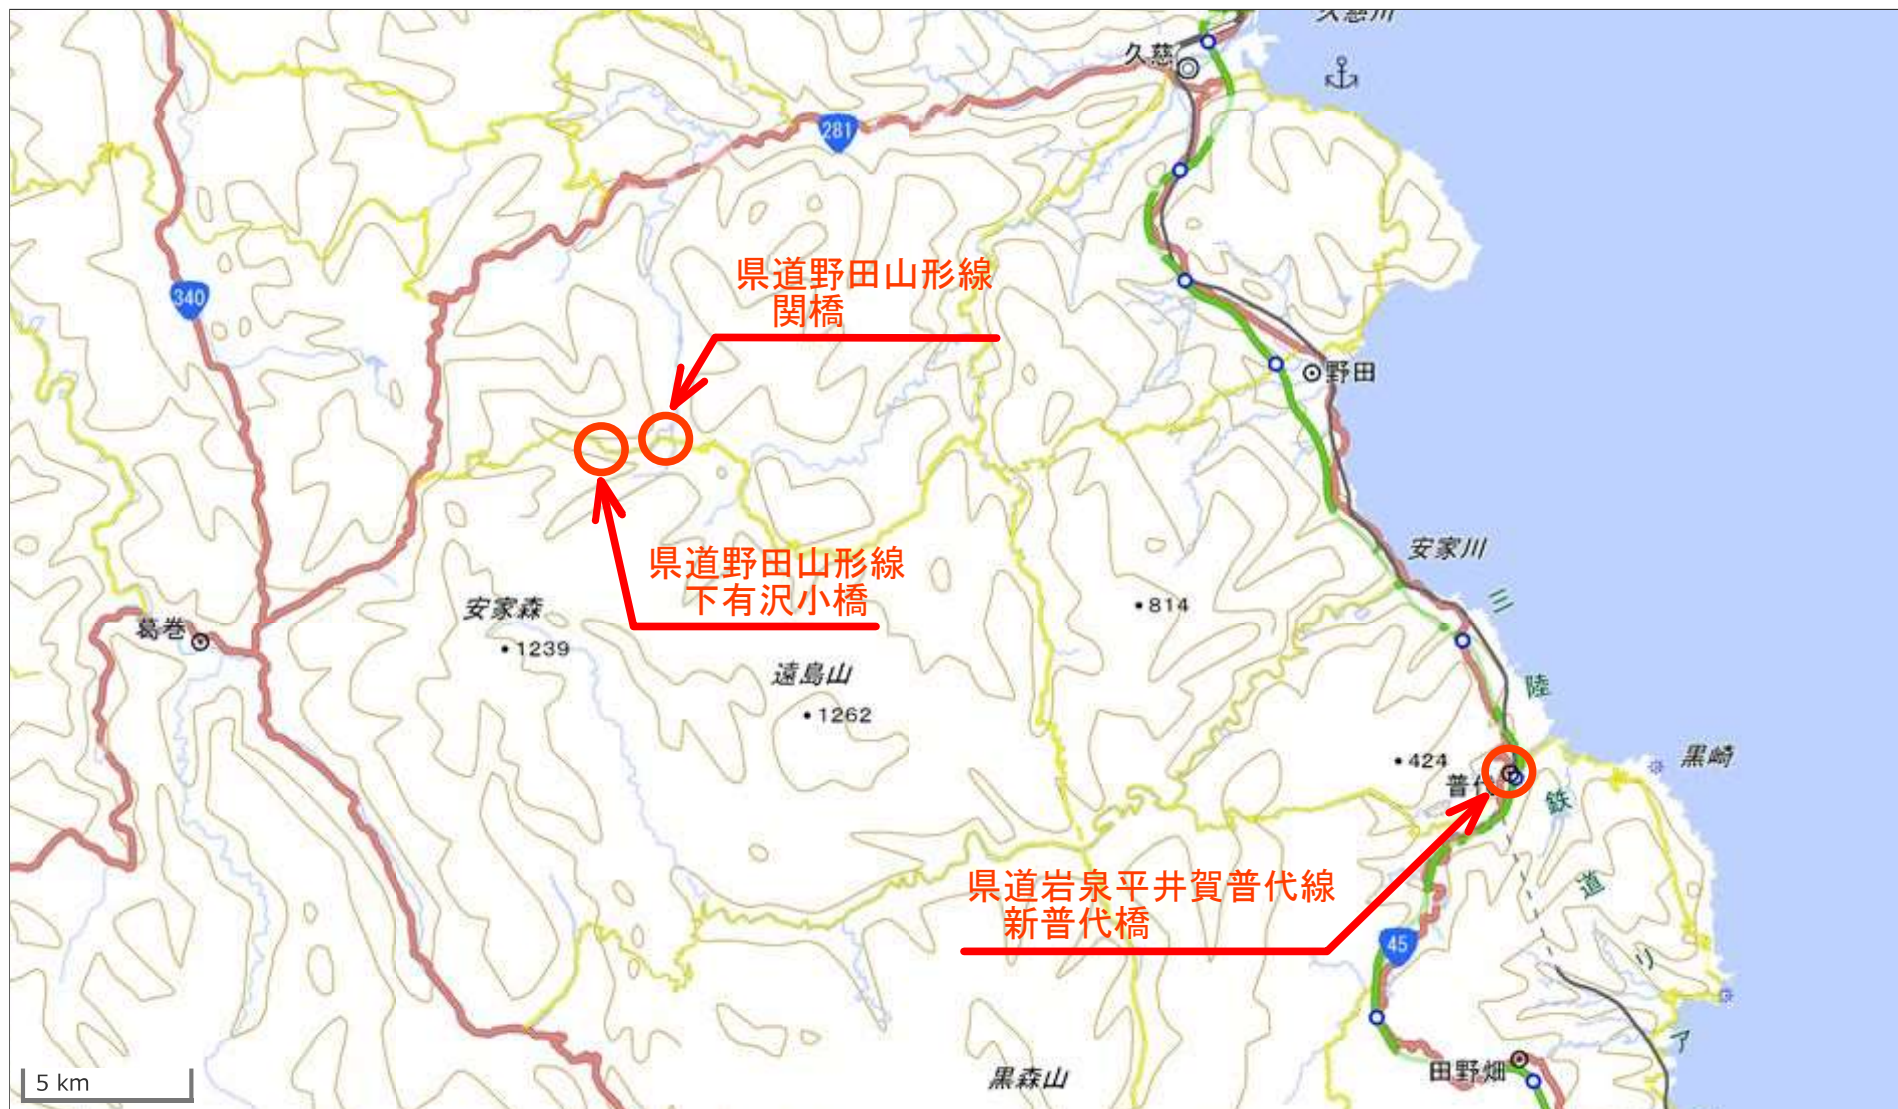 久慈川
久慈
281
県道野田山形線
関橋
340
野田
県道野田山形線
下有沢小橋
安家川
安家森
・814
葛巻
・1239
遠島山
・1262
三
陸
鉄
道
リ
ア
黒崎
・424
普代
県道岩泉平井賀普代線
新普代橋
45
田野畑
黒森山
5 km